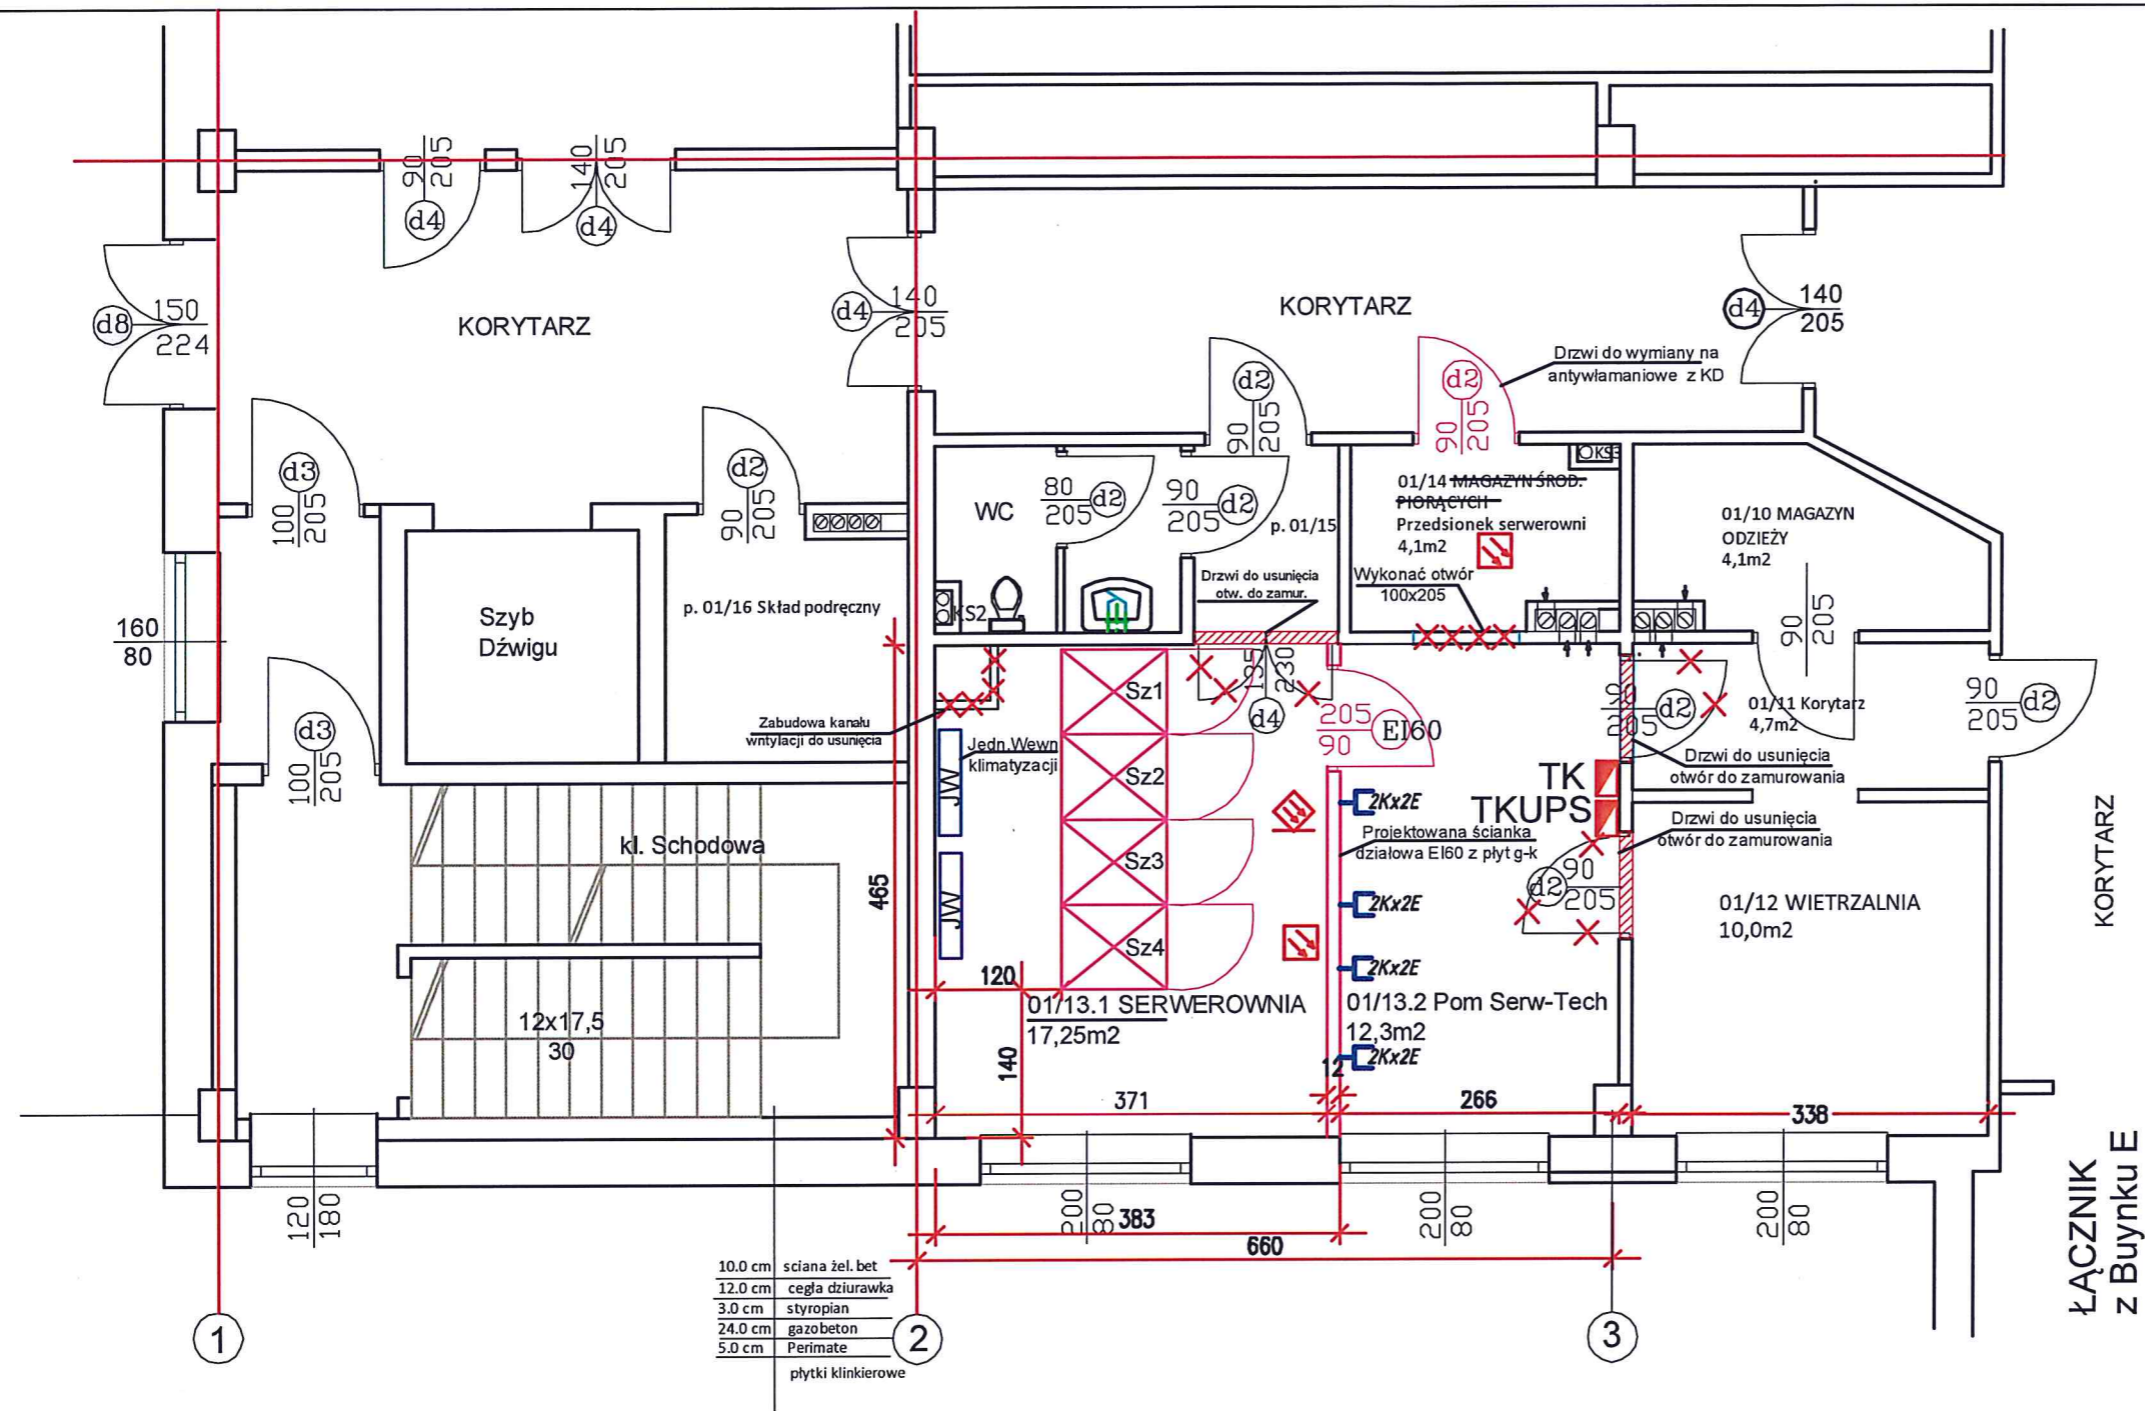 90
205
d4
140
205
d4
d8
150
224
KORYTARZ
d4
140
205
KORYTARZ
d4
140
205
Drzwi do wymiany na
antywłamaniowe z KD
d2
90
205
d2
90
205
d3
100
205
d2
90
205
WC
80
205
d2
90
205
d2
p. 01/15
01/14 MAGAZYN ŚROD.
PIORĄCYCH
Przedsionek serwerowni
4,1m2
01/10 MAGAZYN
ODZIEŻY
4,1m2
Drzwi do usunięcia
otw. do zamur.
Wykonać otwór
100x205
90
205
KS2
Szyb
Dźwigu
p. 01/16 Skład podręczny
160
80
Sz1
135
230
d4
205
90
EI60
90
205
d2
01/11 Korytarz
4,7m2
90
205
d2
Zabudowa kanału
wntylacji do usunięcia
d3
100
205
Jedn.Wewn
klimatyzacji
JW
Sz2
Drzwi do usunięcia
otwór do zamurowania
TK
TKUPS
2Kx2E
Projektowana ścianka
działowa EI60 z płyt g-k
Drzwi do usunięcia
otwór do zamurowania
kl. Schodowa
465
JW
Sz3
d2
90
205
2Kx2E
01/12 WIETRZALNIA
10,0m2
KORYTARZ
Sz4
2Kx2E
120
01/13.1 SERWEROWNIA
17,25m2
01/13.2 Pom Serw-Tech
12,3m2
12x17,5
30
140
12
2Kx2E
371
266
338
120
180
200
80
383
200
80
200
80
660
ŁĄCZNIK
z Buynku E
10.0 cm sciana żel. bet
12.0 cm cegła dziurawka
3.0 cm styropian
24.0 cm gazobeton
5.0 cm Perimate
płytki klinkierowe
1
2
3